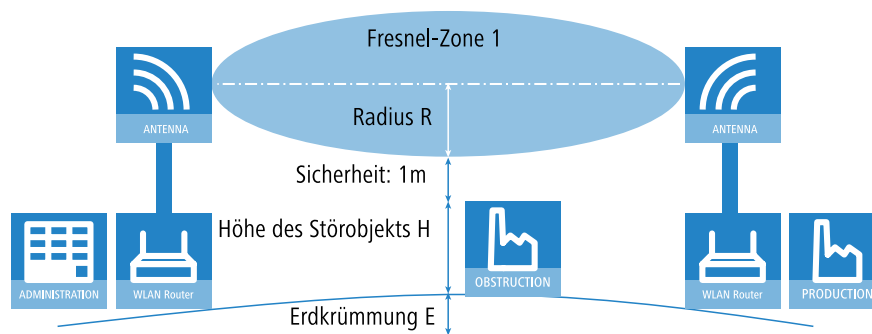 Fresnel-Zone 1
ANTENNA
ANTENNA
Radius R
Sicherheit: 1m
Höhe des Störobjekts H
ADMINISTRATION
WLAN Router
OBSTRUCTION
WLAN Router
PRODUCTION
Erdkrümmung E